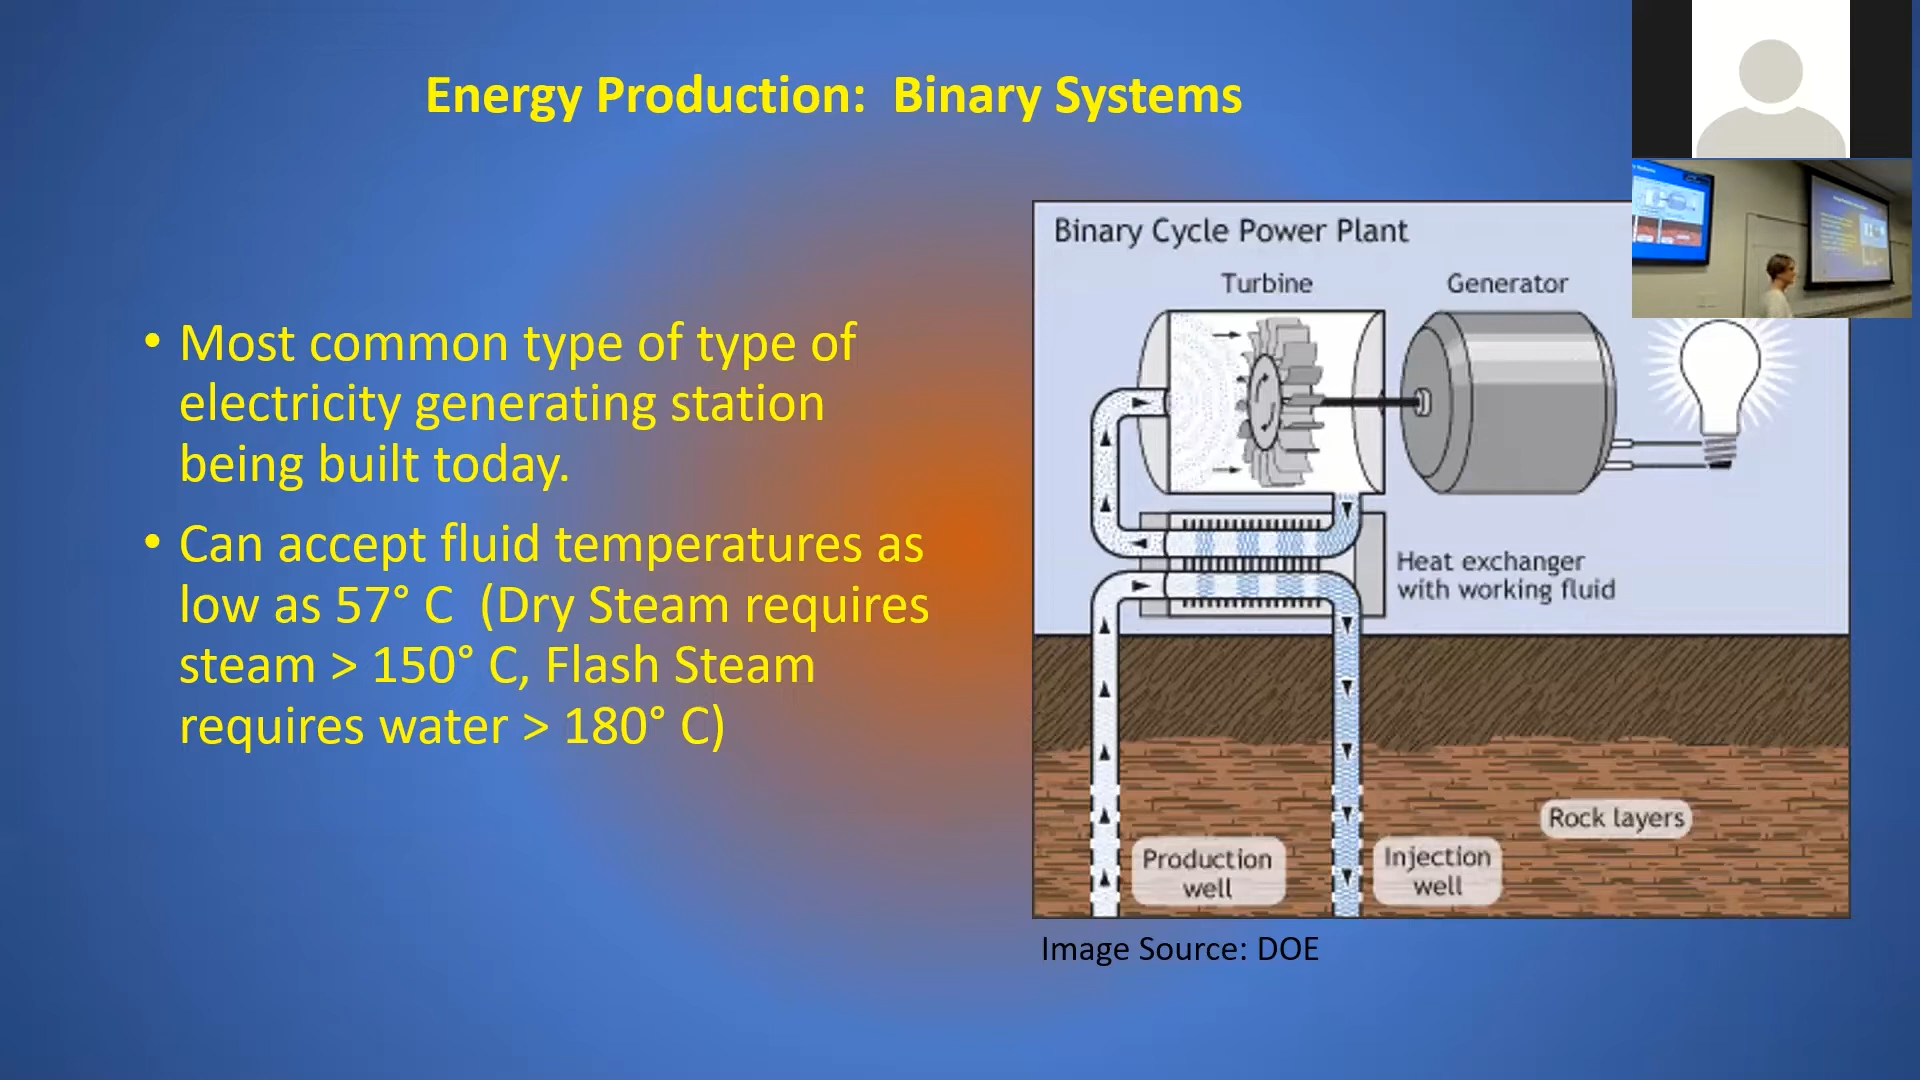 Energy Production:  Binary Systems
• Most common type of type of
electricity generating station
being built today.
• Can accept fluid temperatures as
low as 57° C  (Dry Steam requires
steam > 150° C, Flash Steam
requires water > 180° C)
Binary Cycle Power Plant
Turbine
Generator
Heat exchanger
with working fluid
Rock layers
Production
well
Injection
well
Image Source: DOE